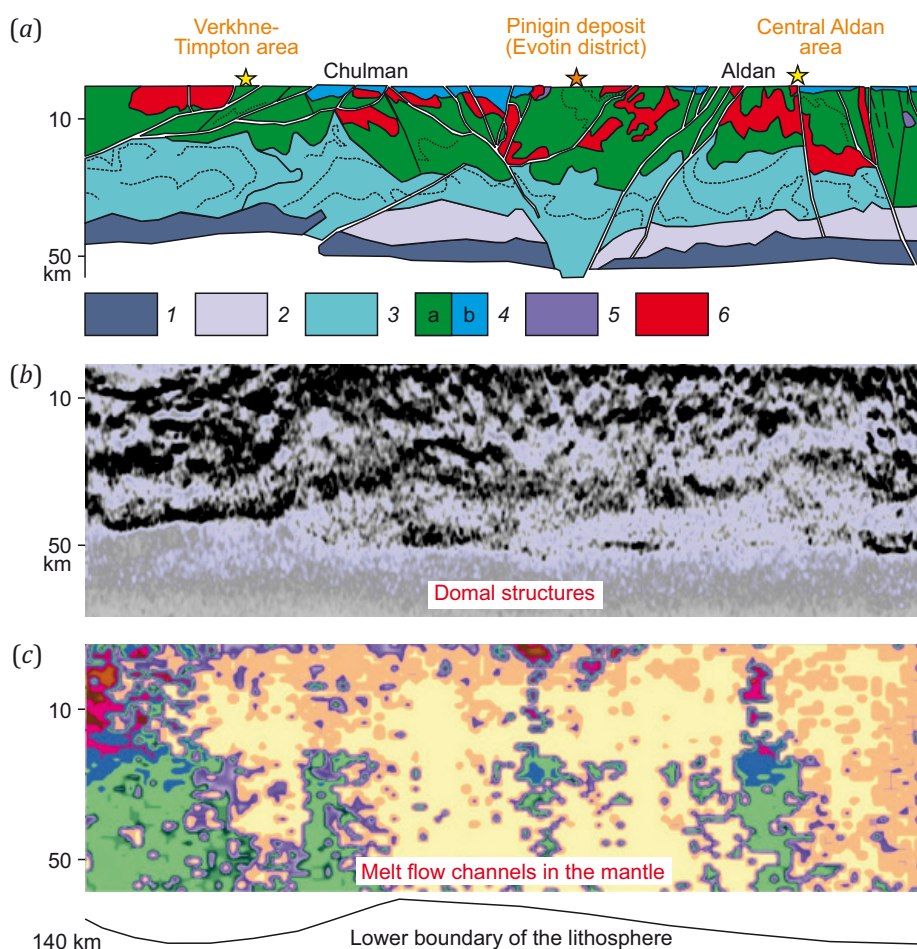 (a)
Verkhne-
Timpton area
Pinigin deposit
(Evotin district)
Central Aldan
area
Chulman
Aldan
10
50
km
1
2
3
a
b
4
5
6
(b)
10
50
km
Domal structures
(c)
10
50
Melt flow channels in the mantle
140 km
Lower boundary of the lithosphere